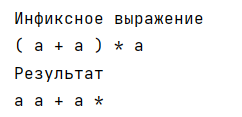 Инфиксное выражение
( a + a ) * a
Результат
a a + a *